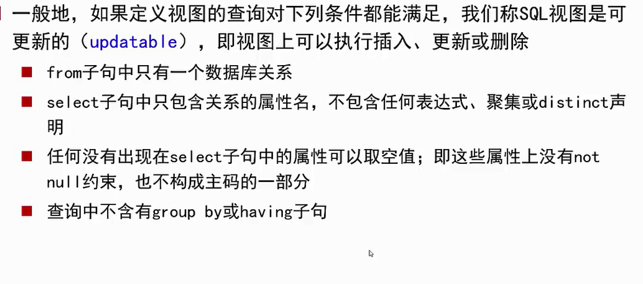 一般地，如果定义视图的查询对下列条件都能满足，我们称SQL视图是可
更新的（updatable），即视图上可以执行插入、更新或删除
from子句中只有一个数据库关系
select子句中只包含关系的属性名，不包含任何表达式、聚集或distinct声
明
任何没有出现在select子句中的属性可以取空值；即这些属性上没有not
null约束，也不构成主码的一部分
查询中不含有group by或having子句